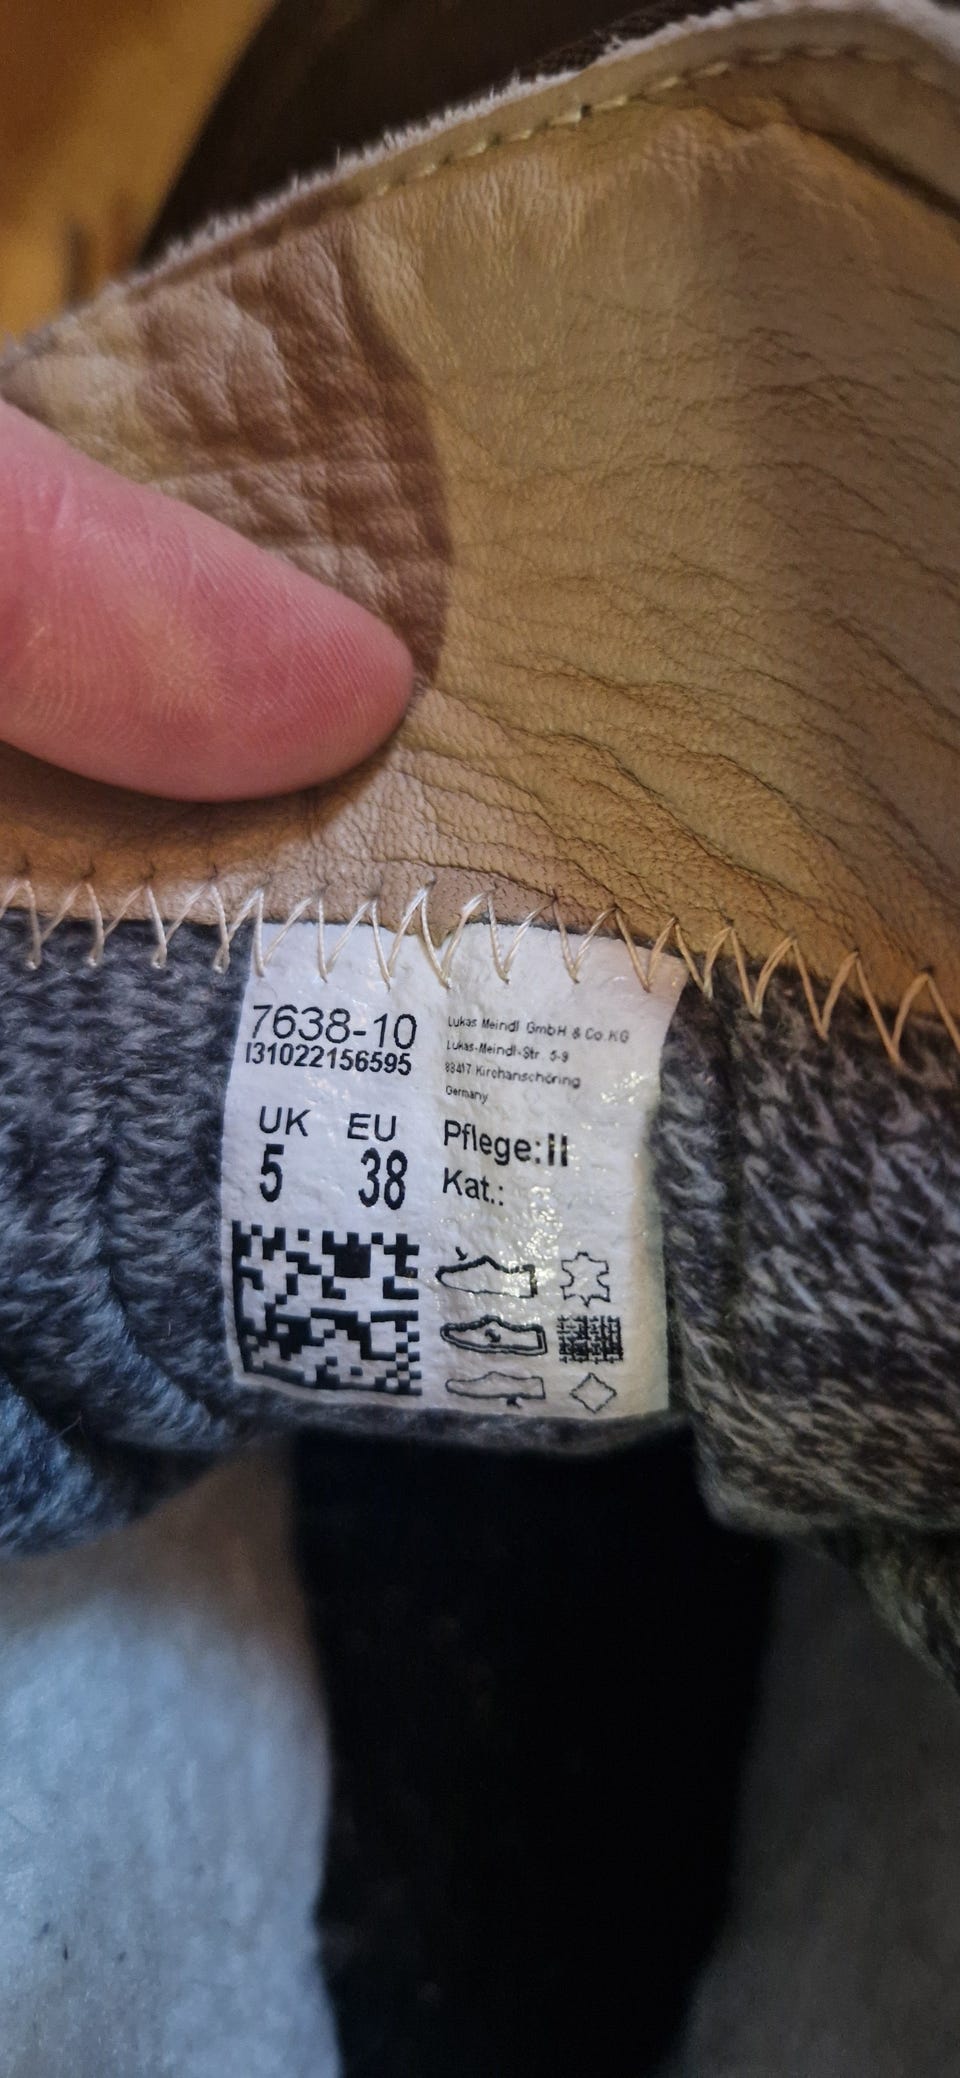 7638-10
I31022156595
UK EU
5 38
Lukas Meindl GmbH & Co.KG
Lukas-Meindl-Str. 5-9
83417 Kirchanschöring
Germany
Pflege:II
Kat.: